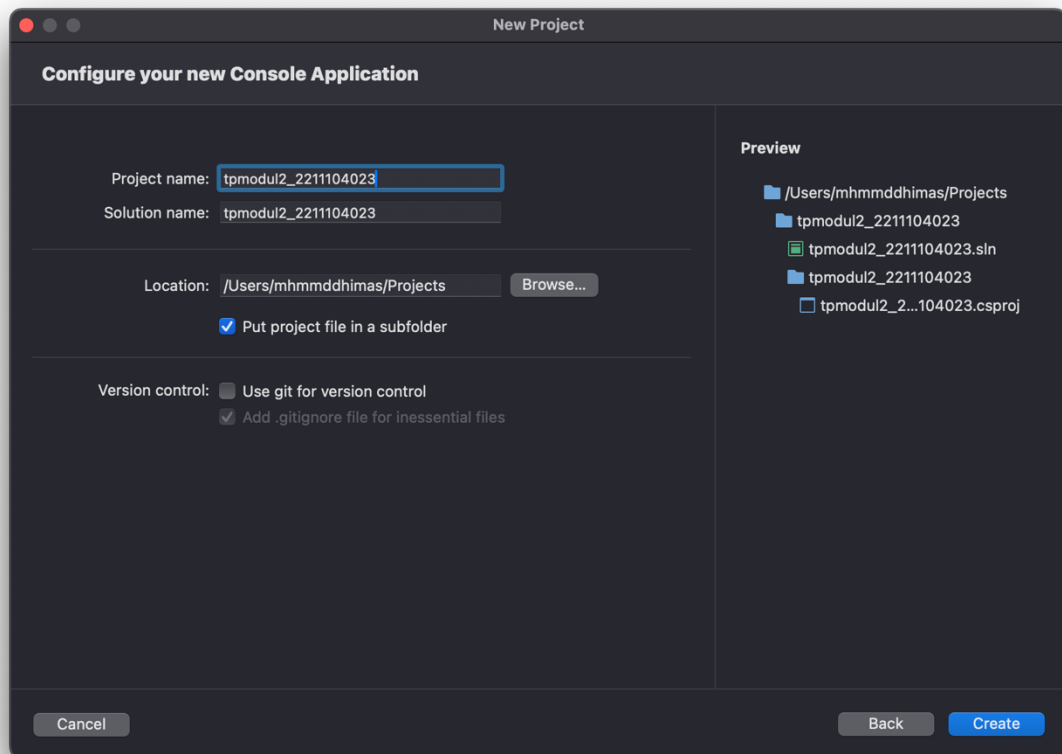 New Project
Configure your new Console Application
Project name: tpmodul2_2211104023
Solution name: tpmodul2_2211104023
Location: /Users/mhmmddhimas/Projects Browse...
Put project file in a subfolder
Version control: Use git for version control
Add .gitignore file for inessential files
Preview
/Users/mhmmddhimas/Projects
tpmodul2_2211104023
tpmodul2_2211104023.sln
tpmodul2_2211104023
tpmodul2_2...104023.csproj
Cancel Back Create